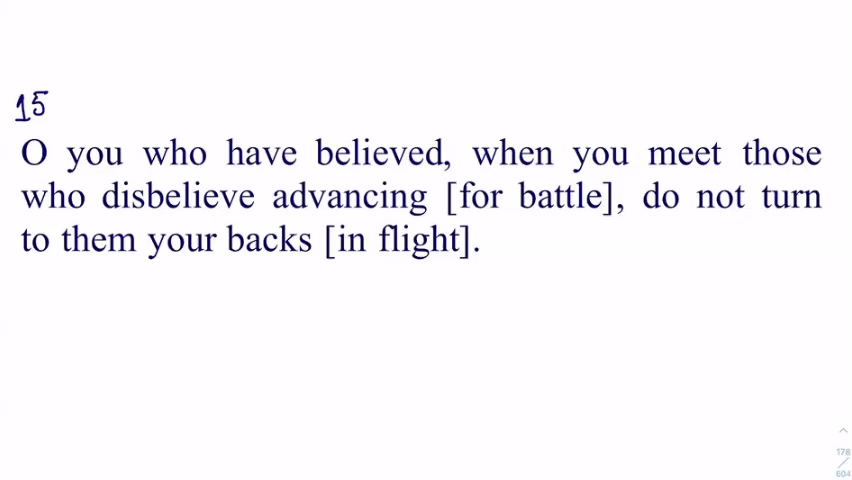 15
O you who have believed, when you meet those
who disbelieve advancing [for battle], do not turn
to them your backs [in flight].
178
/
604